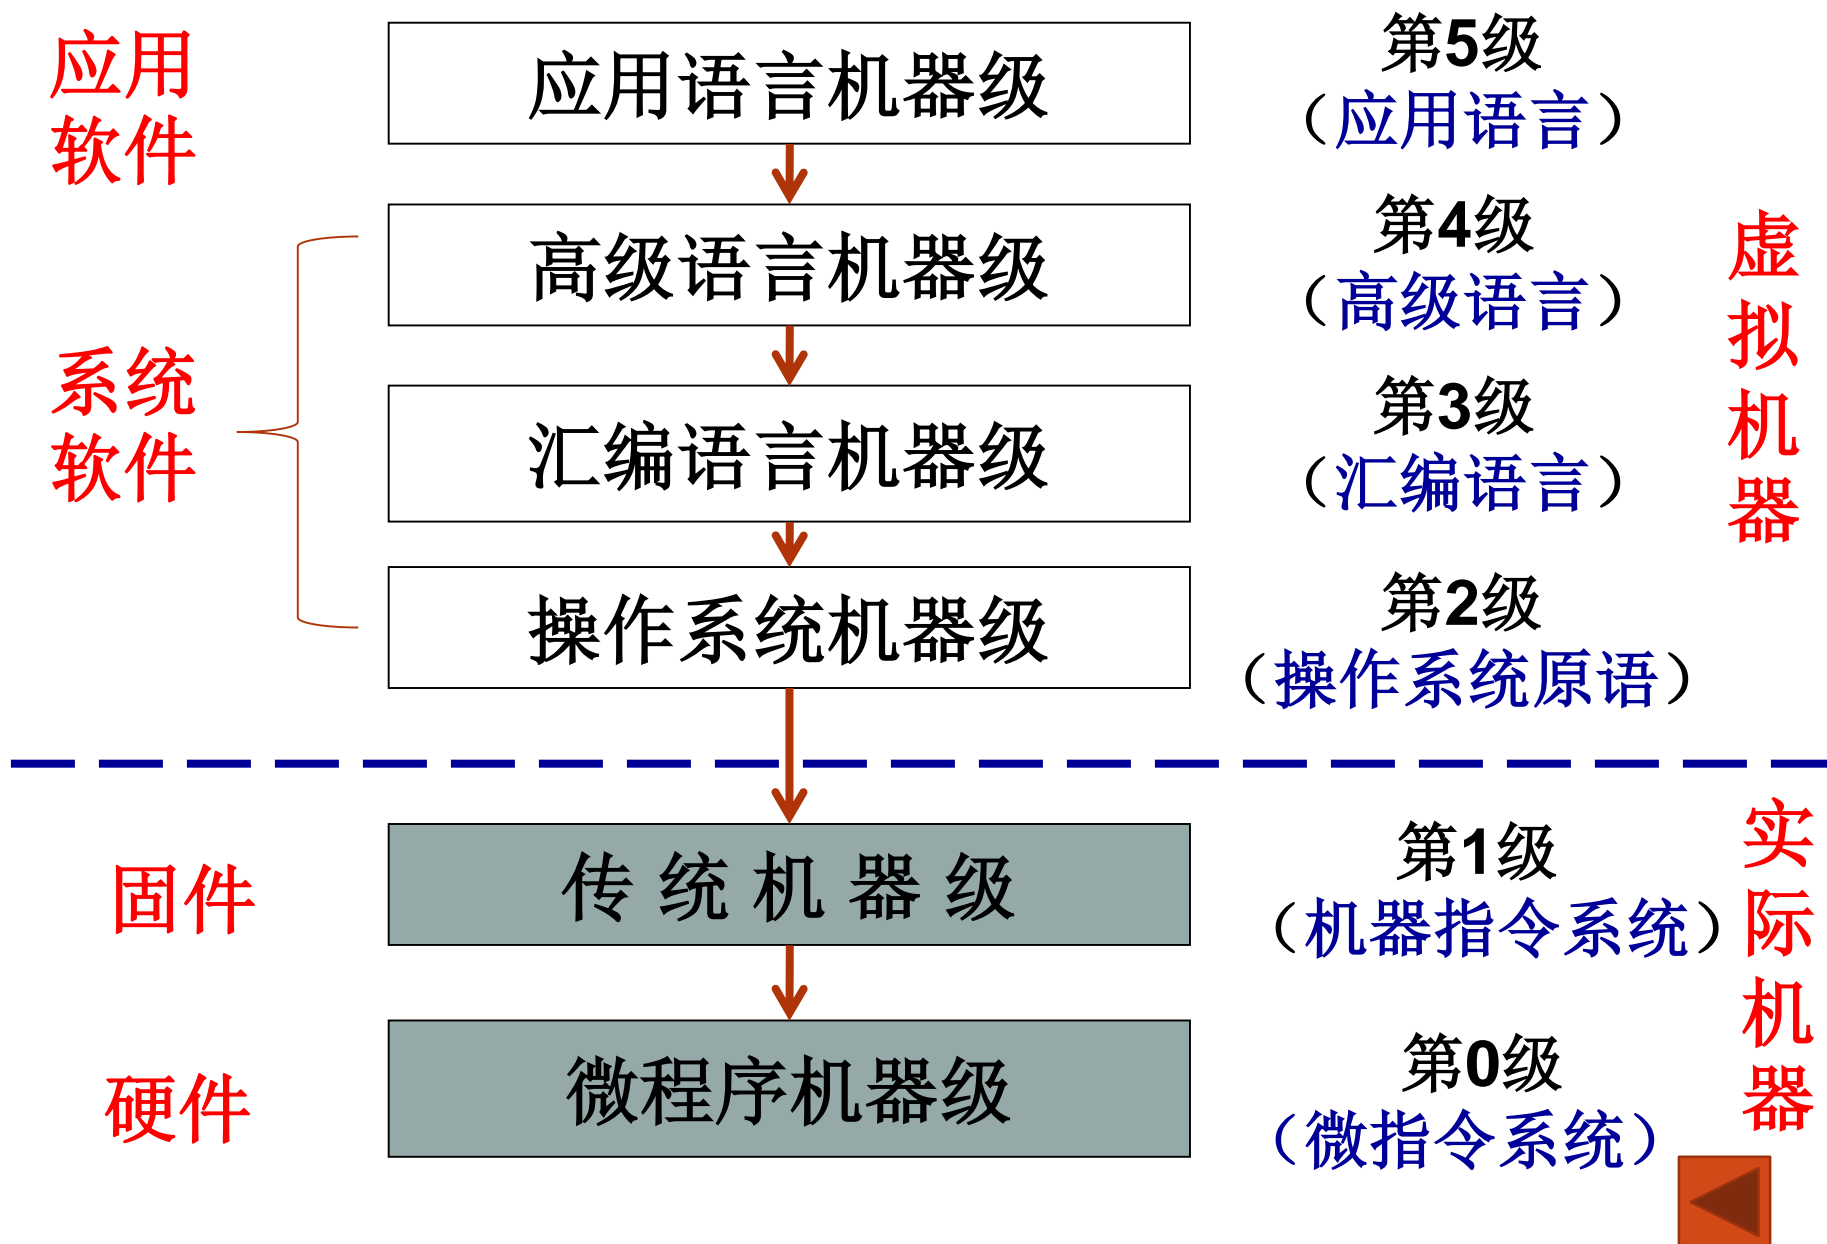 应用
软件
应用语言机器级
第5级
（应用语言）
高级语言机器级
第4级
（高级语言）
系统
软件
汇编语言机器级
第3级
（汇编语言）
操作系统机器级
第2级
（操作系统原语）
虚
拟
机
器
固件
传统机器级
第1级
（机器指令系统）
硬件
微程序机器级
第0级
（微指令系统）
实
际
机
器